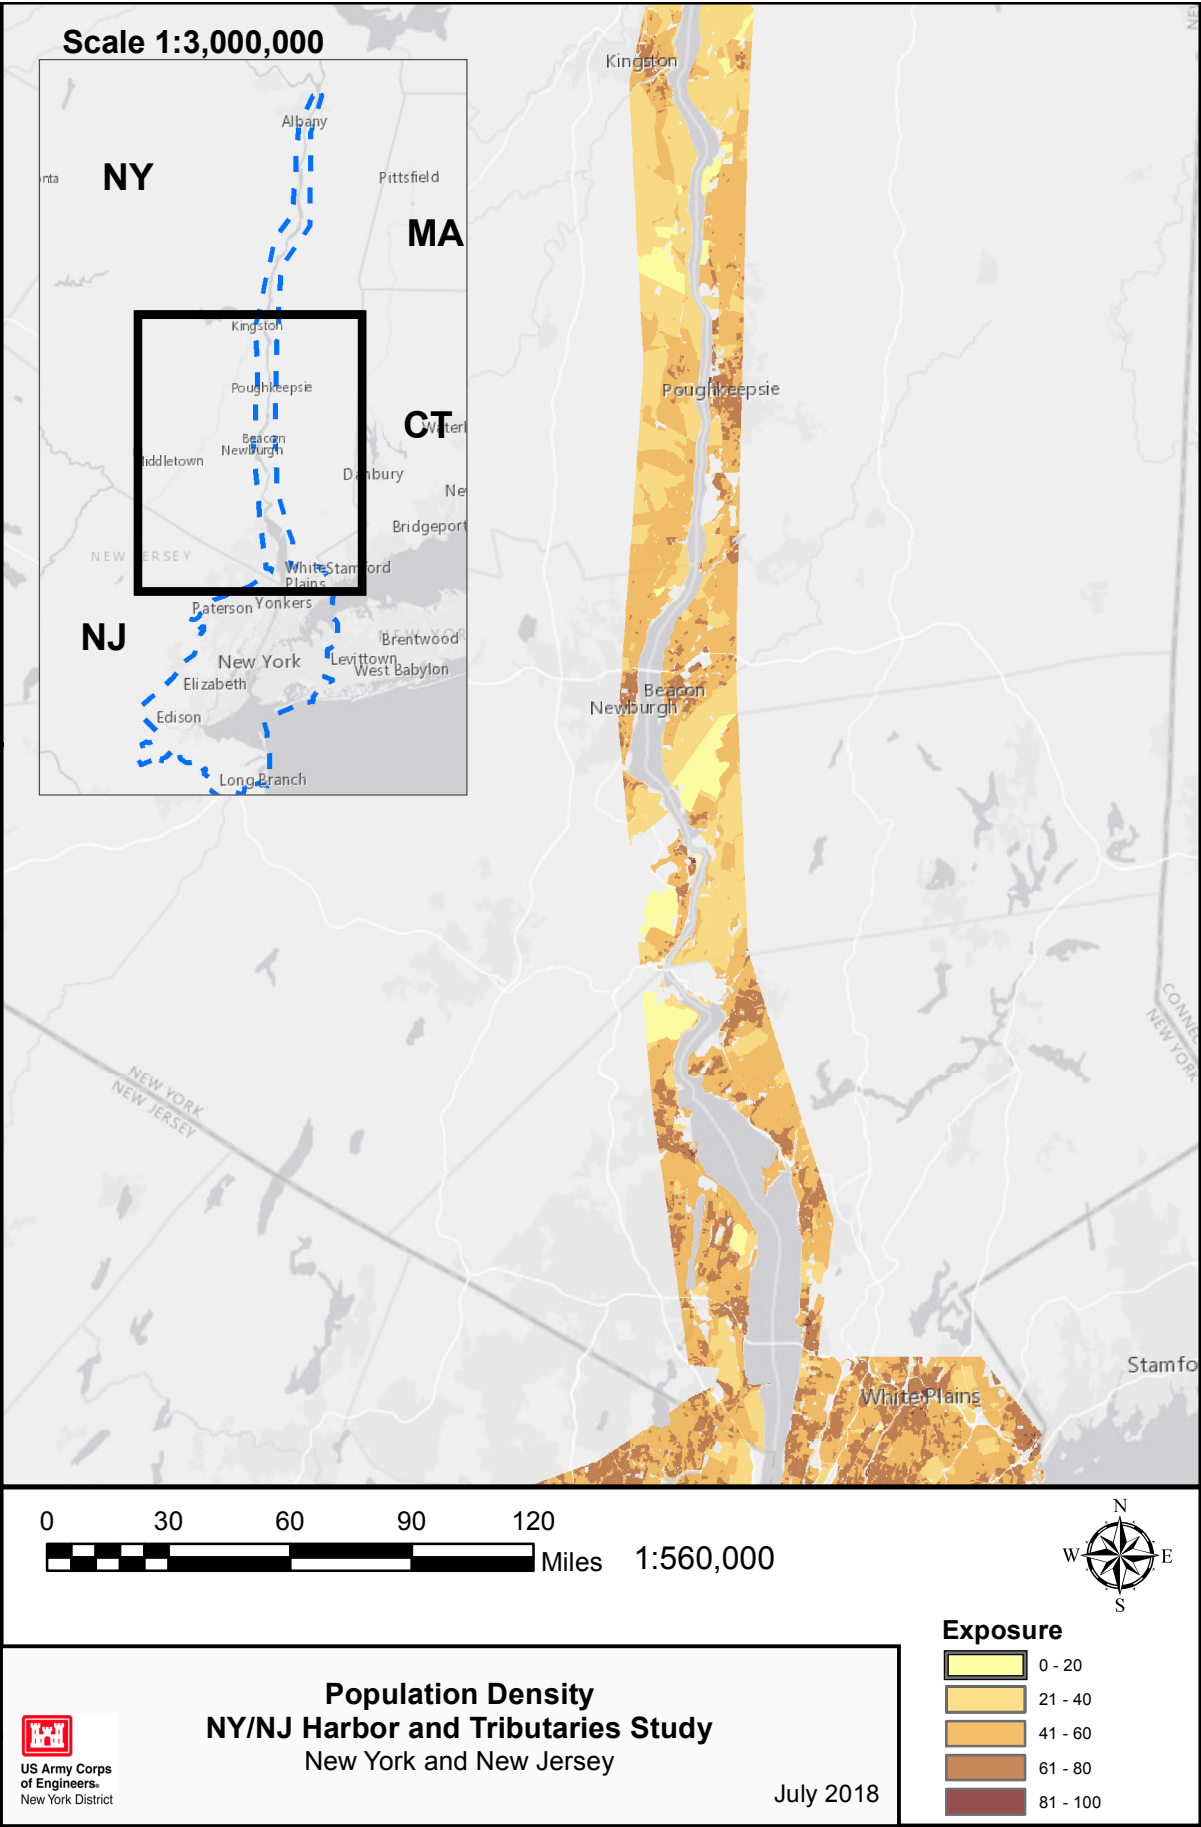 Scale 1:3,000,000
Albany
NY
Pittsfield
MA
Kingston
Poughkeepsie
CT
Beacon
Newburgh
Danbury
Bridgeport
NEW JERSEY
White
Plains
Stamford
Paterson
Yonkers
NJ
Brentwood
New York
Levittown
West Babylon
Elizabeth
Edison
Long Branch
Kingston
Poughkeepsie
Beacon
Newburgh
NEW YORK
NEW JERSEY
NEW YORK
White Plains
Stamfo
0 30 60 90 120
Miles 1:560,000
N
W E
S
Exposure
0 - 20
21 - 40
41 - 60
61 - 80
81 - 100
Population Density
NY/NJ Harbor and Tributaries Study
New York and New Jersey
July 2018
US Army Corps
of Engineers®
New York District